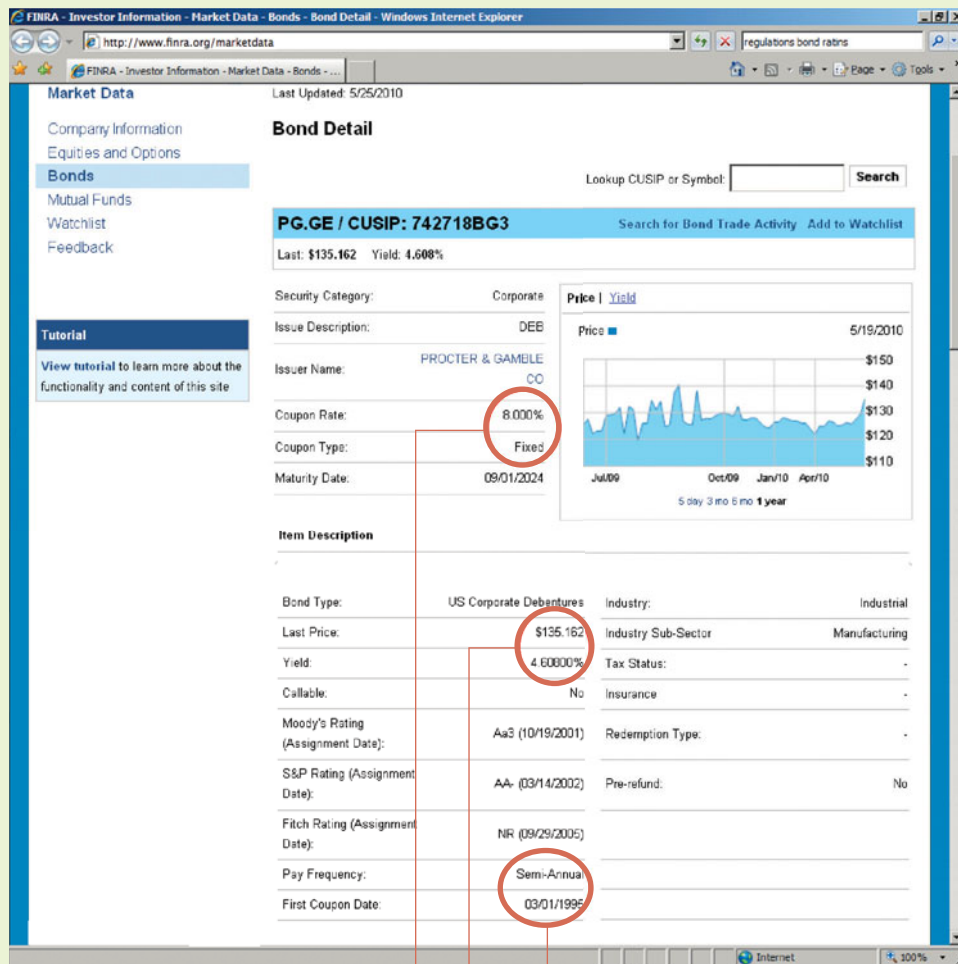 FINRA - Investor Information - Market Data - Bonds - Bond Detail - Windows Internet Explorer
http://www.finra.org/marketdata
regulations bond ratins
FINRA - Investor Information - Market Data - Bonds - ...
Page
Tools
Market Data
Last Updated: 5/25/2010
Company Information
Equities and Options
Bonds
Mutual Funds
Watchlist
Feedback
Bond Detail
Lookup CUSIP or Symbol:
Search
PG.GE / CUSIP: 742718BG3
Search for Bond Trade Activity Add to Watchlist
Last: $135.162 Yield: 4.608%
Tutorial
View tutorial to learn more about the
functionality and content of this site
Security Category: Corporate
Issue Description: DEB
Issuer Name: PROCTER & GAMBLE
CO
Coupon Rate: 8.000%
Coupon Type: Fixed
Maturity Date: 09/01/2024
Price | Yield
Price 5/19/2010
$150
$140
$130
$120
$110
Jul/09 Oct/09 Jan/10 Apr/10
5 day 3 mo 6 mo 1 year
Item Description
Bond Type: US Corporate Debentures Industry: Industrial
Last Price: $135.162 Industry Sub-Sector Manufacturing
Yield: 4.60800% Tax Status: -
Callable: No Insurance -
Moody's Rating
(Assignment Date): Aa3 (10/19/2001) Redemption Type: -
S&P Rating (Assignment
Date): AA- (03/14/2002) Pre-refund: No
Fitch Rating (Assignment
Date): NR (09/29/2005)
Pay Frequency: Semi-Annual
First Coupon Date: 03/01/1995
Internet
100%